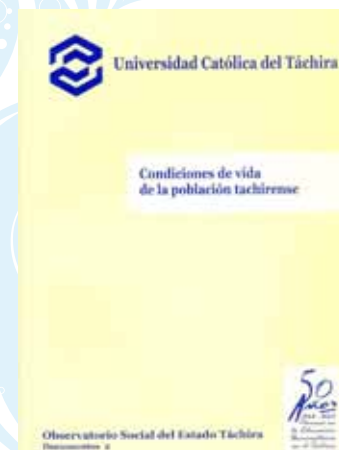 Universidad Católica del Táchira
Condiciones de vida
de la población tachirense
50
Años
Observatorio Social del Estado Táchira